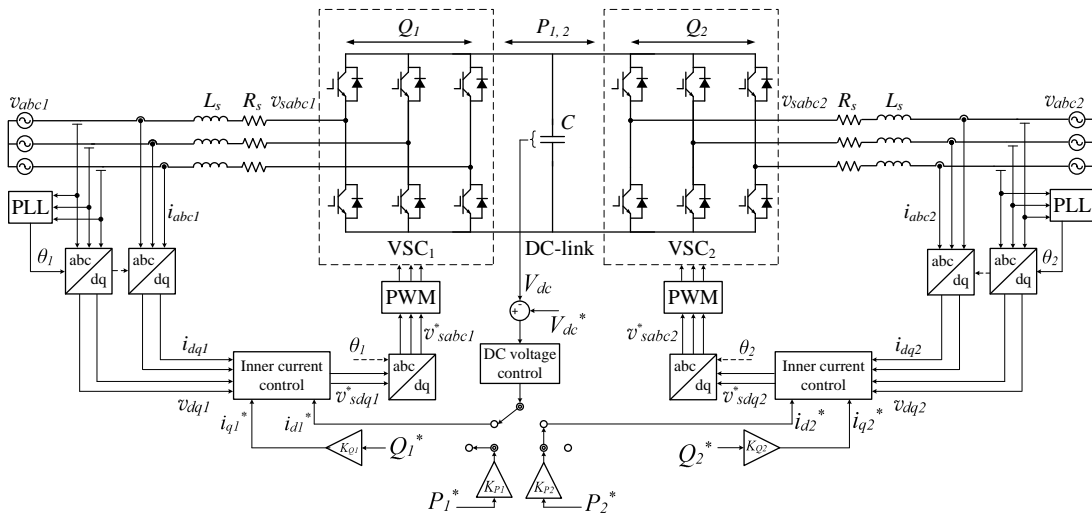 Q1
P1, 2
Q2
vabc1
Ls
Rs
vsabc1
C
vsabc2
Rs
Ls
vabc2
PLL
iabc1
iabc2
PLL
VSC1
DC-link
VSC2
θ1
abc
dq
abc
dq
Vdc
abc
dq
abc
dq
θ2
PWM
PWM
+
-
Vdc*
v*sabc1
v*sabc2
idq1
θ1
DC voltage
control
θ2
idq2
Inner current
control
abc
dq
abc
dq
Inner current
control
vdq1
v*sdq1
v*sdq2
vdq2
iq1*
id1*
id2*
iq2*
KQ1
Q1*
Q2*
KQ2
KP1
KP2
P1*
P2*